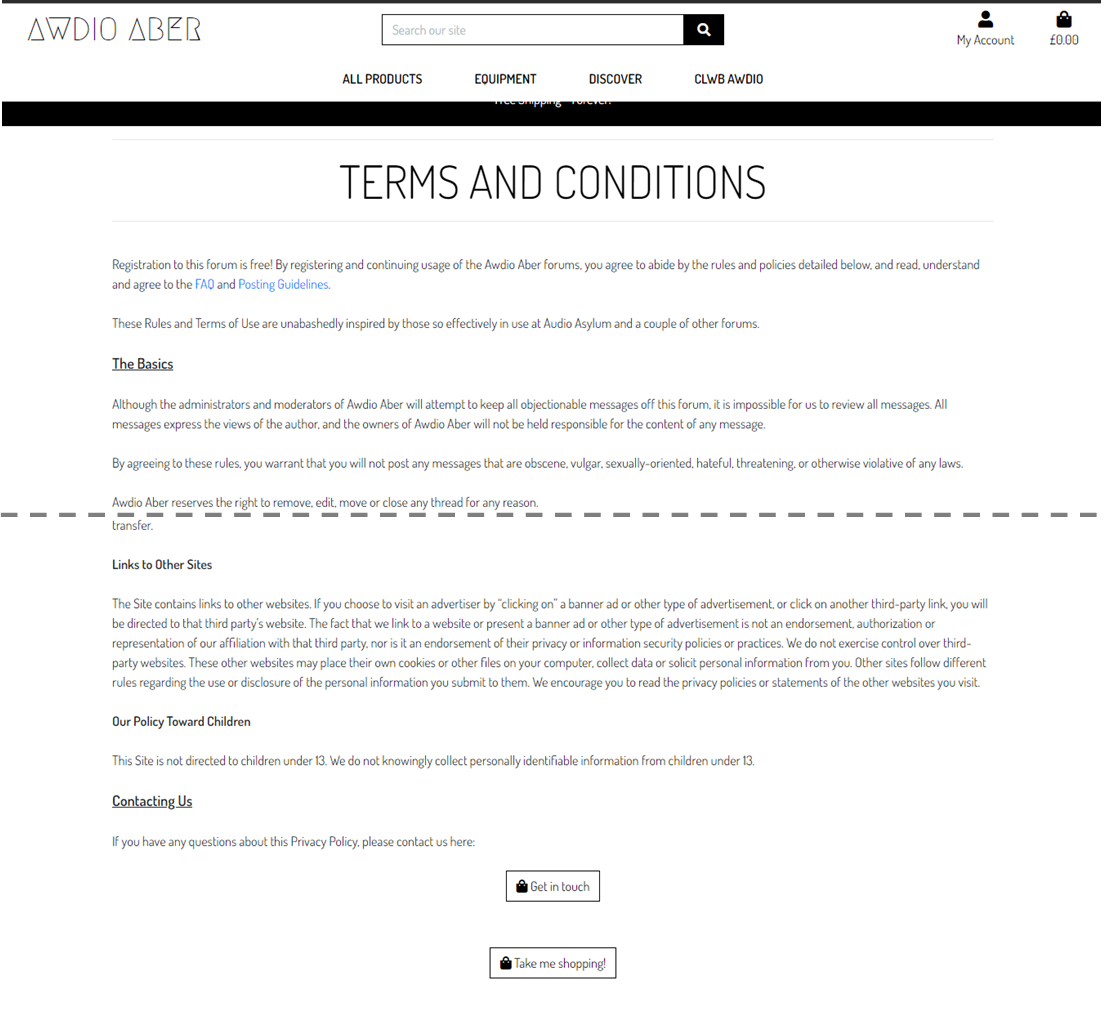 AWDIO ABER
Search our site
My Account
£0.00
ALL PRODUCTS
EQUIPMENT
DISCOVER
CLWB AWDIO
Free Shipping - Forever!
TERMS AND CONDITIONS
Registration to this forum is free! By registering and continuing usage of the Awdio Aber forums, you agree to abide by the rules and policies detailed below, and read, understand
and agree to the FAQ and Posting Guidelines.
These Rules and Terms of Use are unabashedly inspired by those so effectively in use at Audio Asylum and a couple of other forums.
The Basics
Although the administrators and moderators of Awdio Aber will attempt to keep all objectionable messages off this forum, it is impossible for us to review all messages. All
messages express the views of the author, and the owners of Awdio Aber will not be held responsible for the content of any message.
By agreeing to these rules, you warrant that you will not post any messages that are obscene, vulgar, sexually-oriented, hateful, threatening, or otherwise violative of any laws.
Awdio Aber reserves the right to remove, edit, move or close any thread for any reason.
transfer.
Links to Other Sites
The Site contains links to other websites. If you choose to visit an advertiser by “clicking on” a banner ad or other type of advertisement, or click on another third-party link, you will
be directed to that third party’s website. The fact that we link to a website or present a banner ad or other type of advertisement is not an endorsement, authorization or
representation of our affiliation with that third party, nor is it an endorsement of their privacy or information security policies or practices. We do not exercise control over third-
party websites. These other websites may place their own cookies or other files on your computer, collect data or solicit personal information from you. Other sites follow different
rules regarding the use or disclosure of the personal information you submit to them. We encourage you to read the privacy policies or statements of the other websites you visit.
Our Policy Toward Children
This Site is not directed to children under 13. We do not knowingly collect personally identifiable information from children under 13.
Contacting Us
If you have any questions about this Privacy Policy, please contact us here:
Get in touch
Take me shopping!